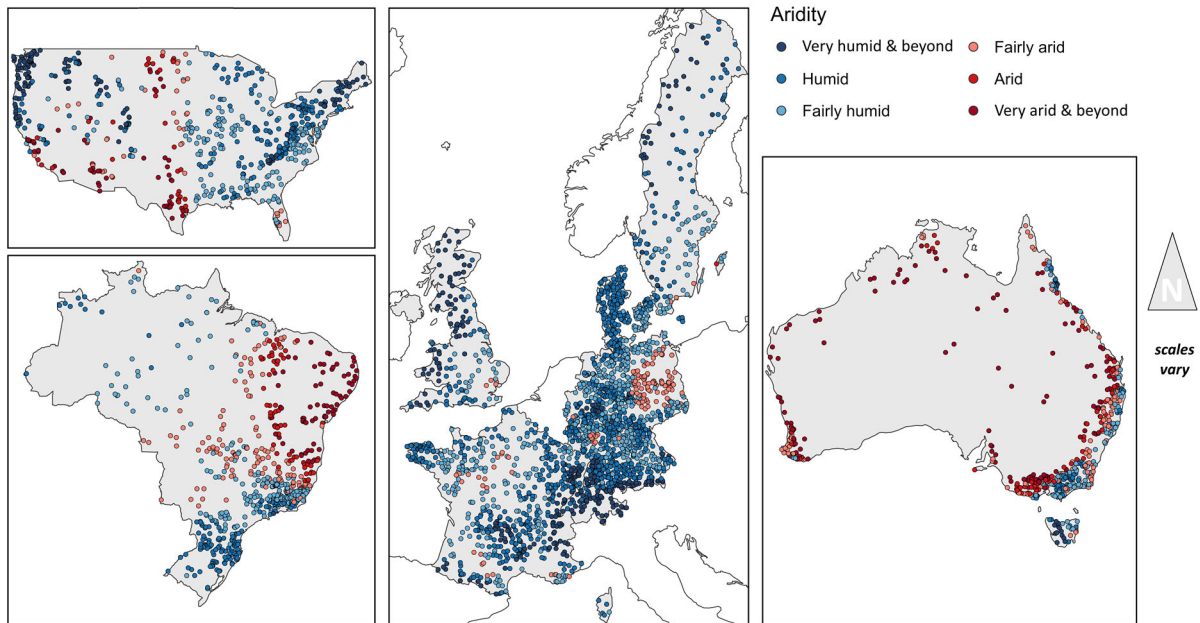 Aridity
Very humid & beyond
Fairly arid
Humid
Arid
Fairly humid
Very arid & beyond
N
scales
vary